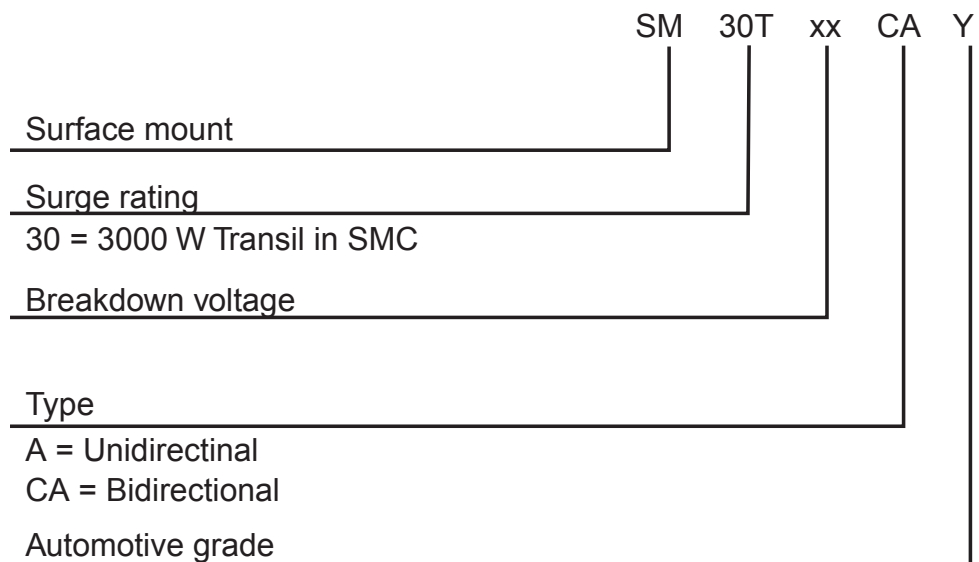 SM 30T xx CA Y
Surface mount
Surge rating
30 = 3000 W Transil in SMC
Breakdown voltage
Type
A = Unidirectinal
CA = Bidirectional
Automotive grade